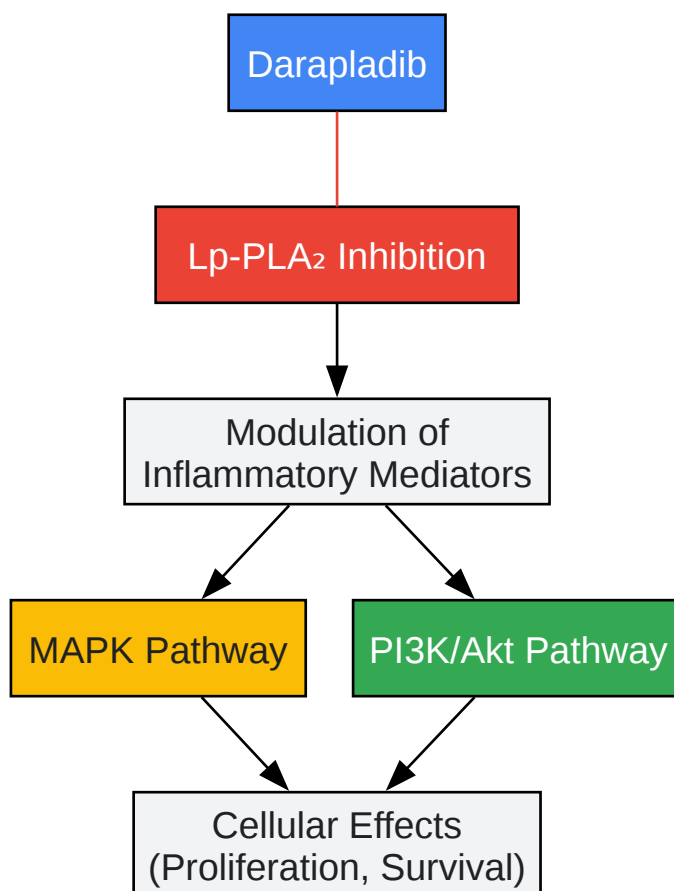 Darapladib
Lp-PLA₂ Inhibition
Modulation of
Inflammatory Mediators
MAPK Pathway
PI3K/Akt Pathway
Cellular Effects
(Proliferation, Survival)